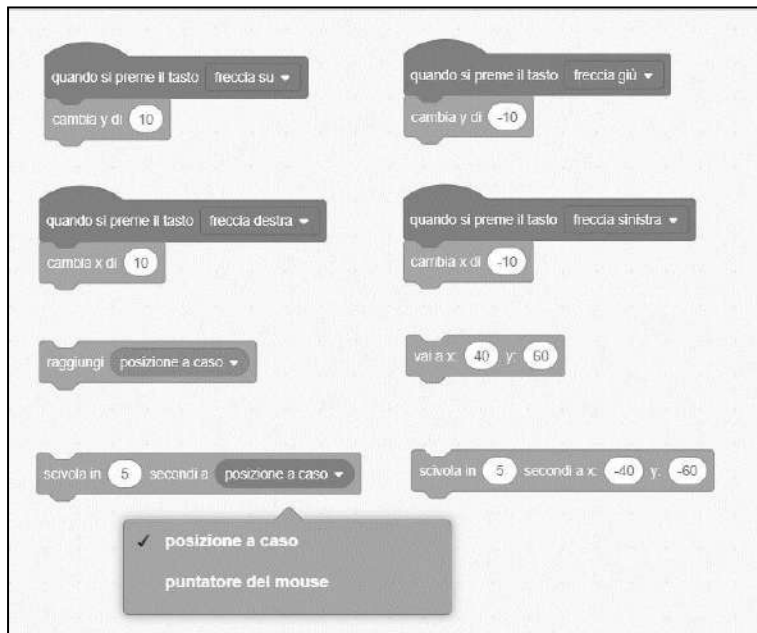 quando si preme il tasto freccia su
cambia y di 10
quando si preme il tasto freccia giù
cambia y di -10
quando si preme il tasto freccia destra
cambia x di 10
quando si preme il tasto freccia sinistra
cambia x di -10
raggiungi posizione a caso
vai a x: 40 y: 60
scivola in 5 secondi a posizione a caso
scivola in 5 secondi a x: -40 y: -60
✓ posizione a caso
puntatore del mouse